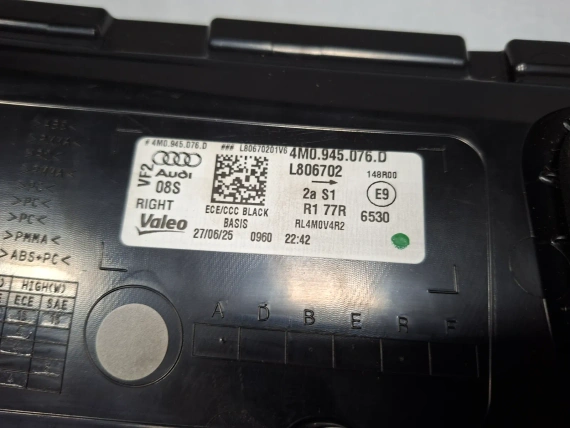 # 4M0.945.076.D ### L80670201V6 4M0.945.076.D
VF2
Audi
L806702 148R00
08S
2a S1 E9
RIGHT
ECE/CCC BLACK
R1 77R 6530
Valeo
BASIS
RL4M0V4R2
27/06/25 0960 22:42
>PC<
>PC<
>PMMA<
>ABS+PC<
HIGH(W)
ECE SAE
A D B E R F